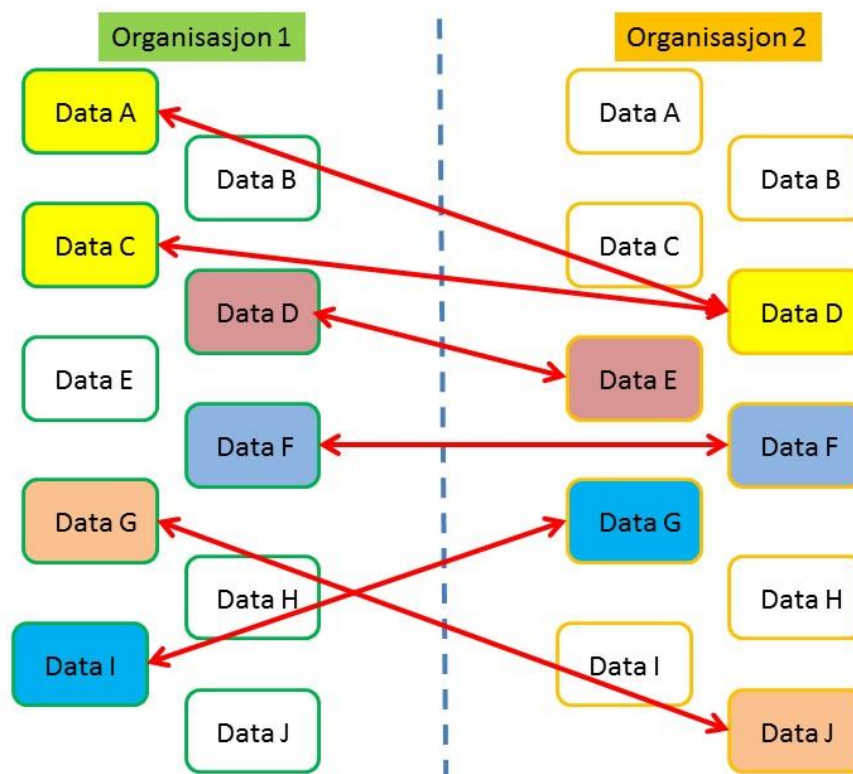 Organisasjon 1
Data A
Data B
Data C
Data D
Data E
Data F
Data G
Data H
Data I
Data J
Organisasjon 2
Data A
Data B
Data C
Data D
Data E
Data F
Data G
Data H
Data I
Data J